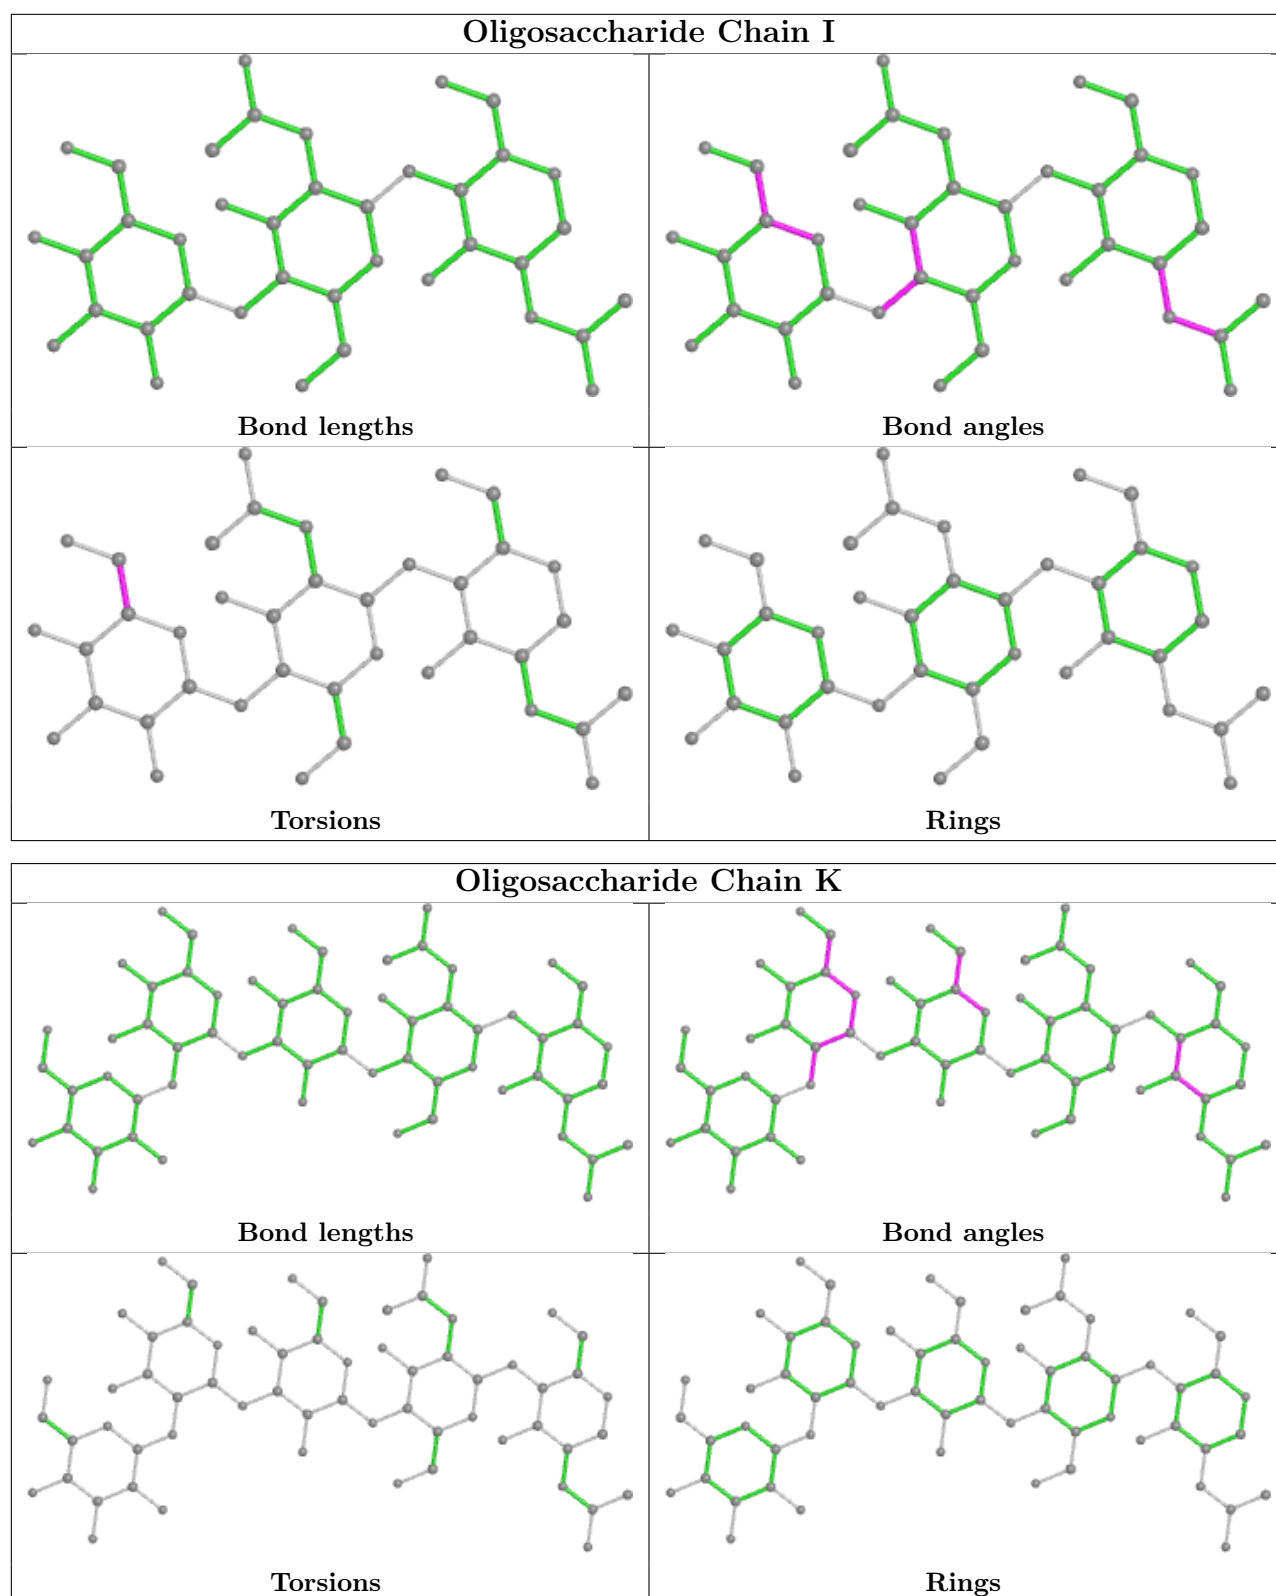 Oligosaccharide Chain I
Bond lengths
Bond angles
Torsions
Rings
Oligosaccharide Chain K
Bond lengths
Bond angles
Torsions
Rings